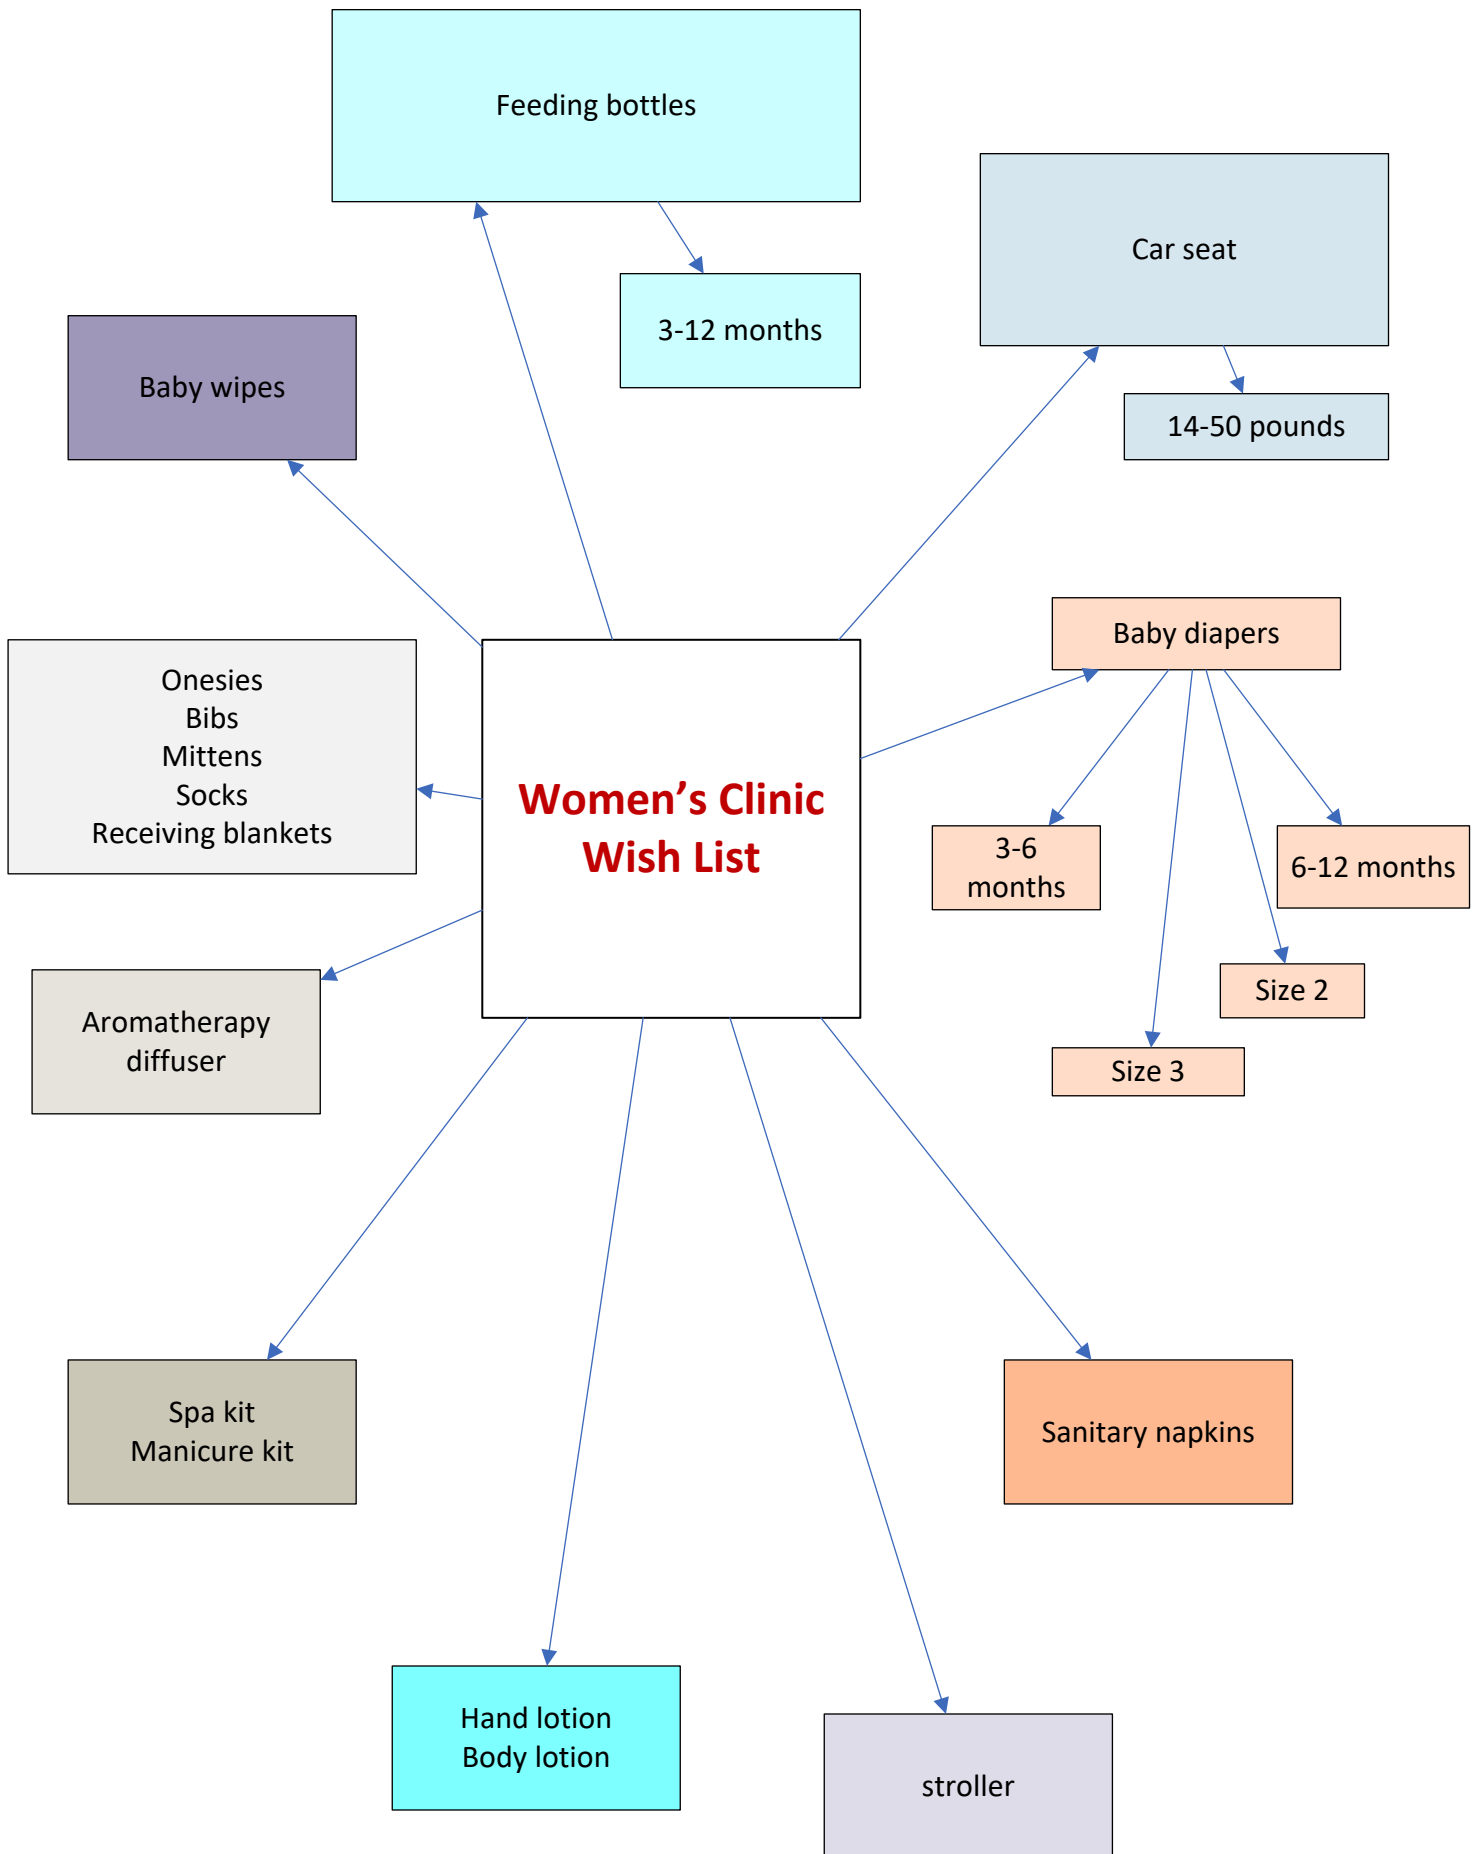 Feeding bottles
Car seat
3-12 months
Baby wipes
14-50 pounds
Baby diapers
Onesies
Bibs
Mittens
Socks
Receiving blankets
Women’s Clinic
Wish List
3-6
months
6-12 months
Size 2
Size 3
Aromatherapy
diffuser
Spa kit
Manicure kit
Sanitary napkins
Hand lotion
Body lotion
stroller